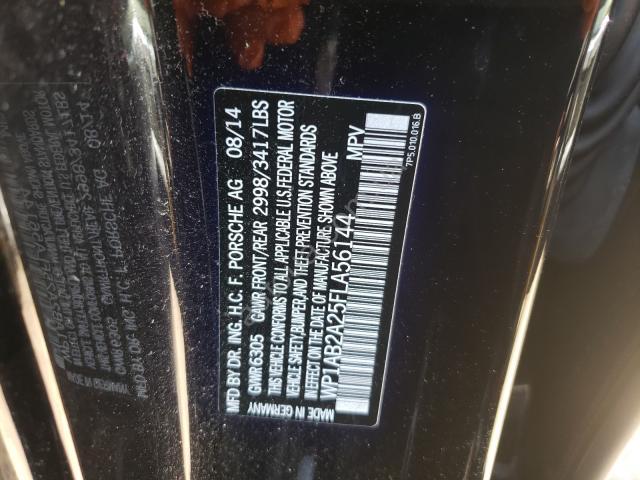 MFD BY DR. ING. H.C. F. PORSCHE AG 08/14
GWR 6305 GAWR FRONT/REAR 2998/3417LBS
THIS VEHICLE CONFORMS TO ALL APPLICABLE U.S.FEDERAL MOTOR
VEHICLE SAFETY,BUMPER,AND THEFT PREVENTION STANDARDS
IN EFFECT ON THE DATE OF MANUFACTURE SHOWN ABOVE
MADE IN GERMANY
WP1AB2A25FLA56144 MPV
7P5.010.016.B